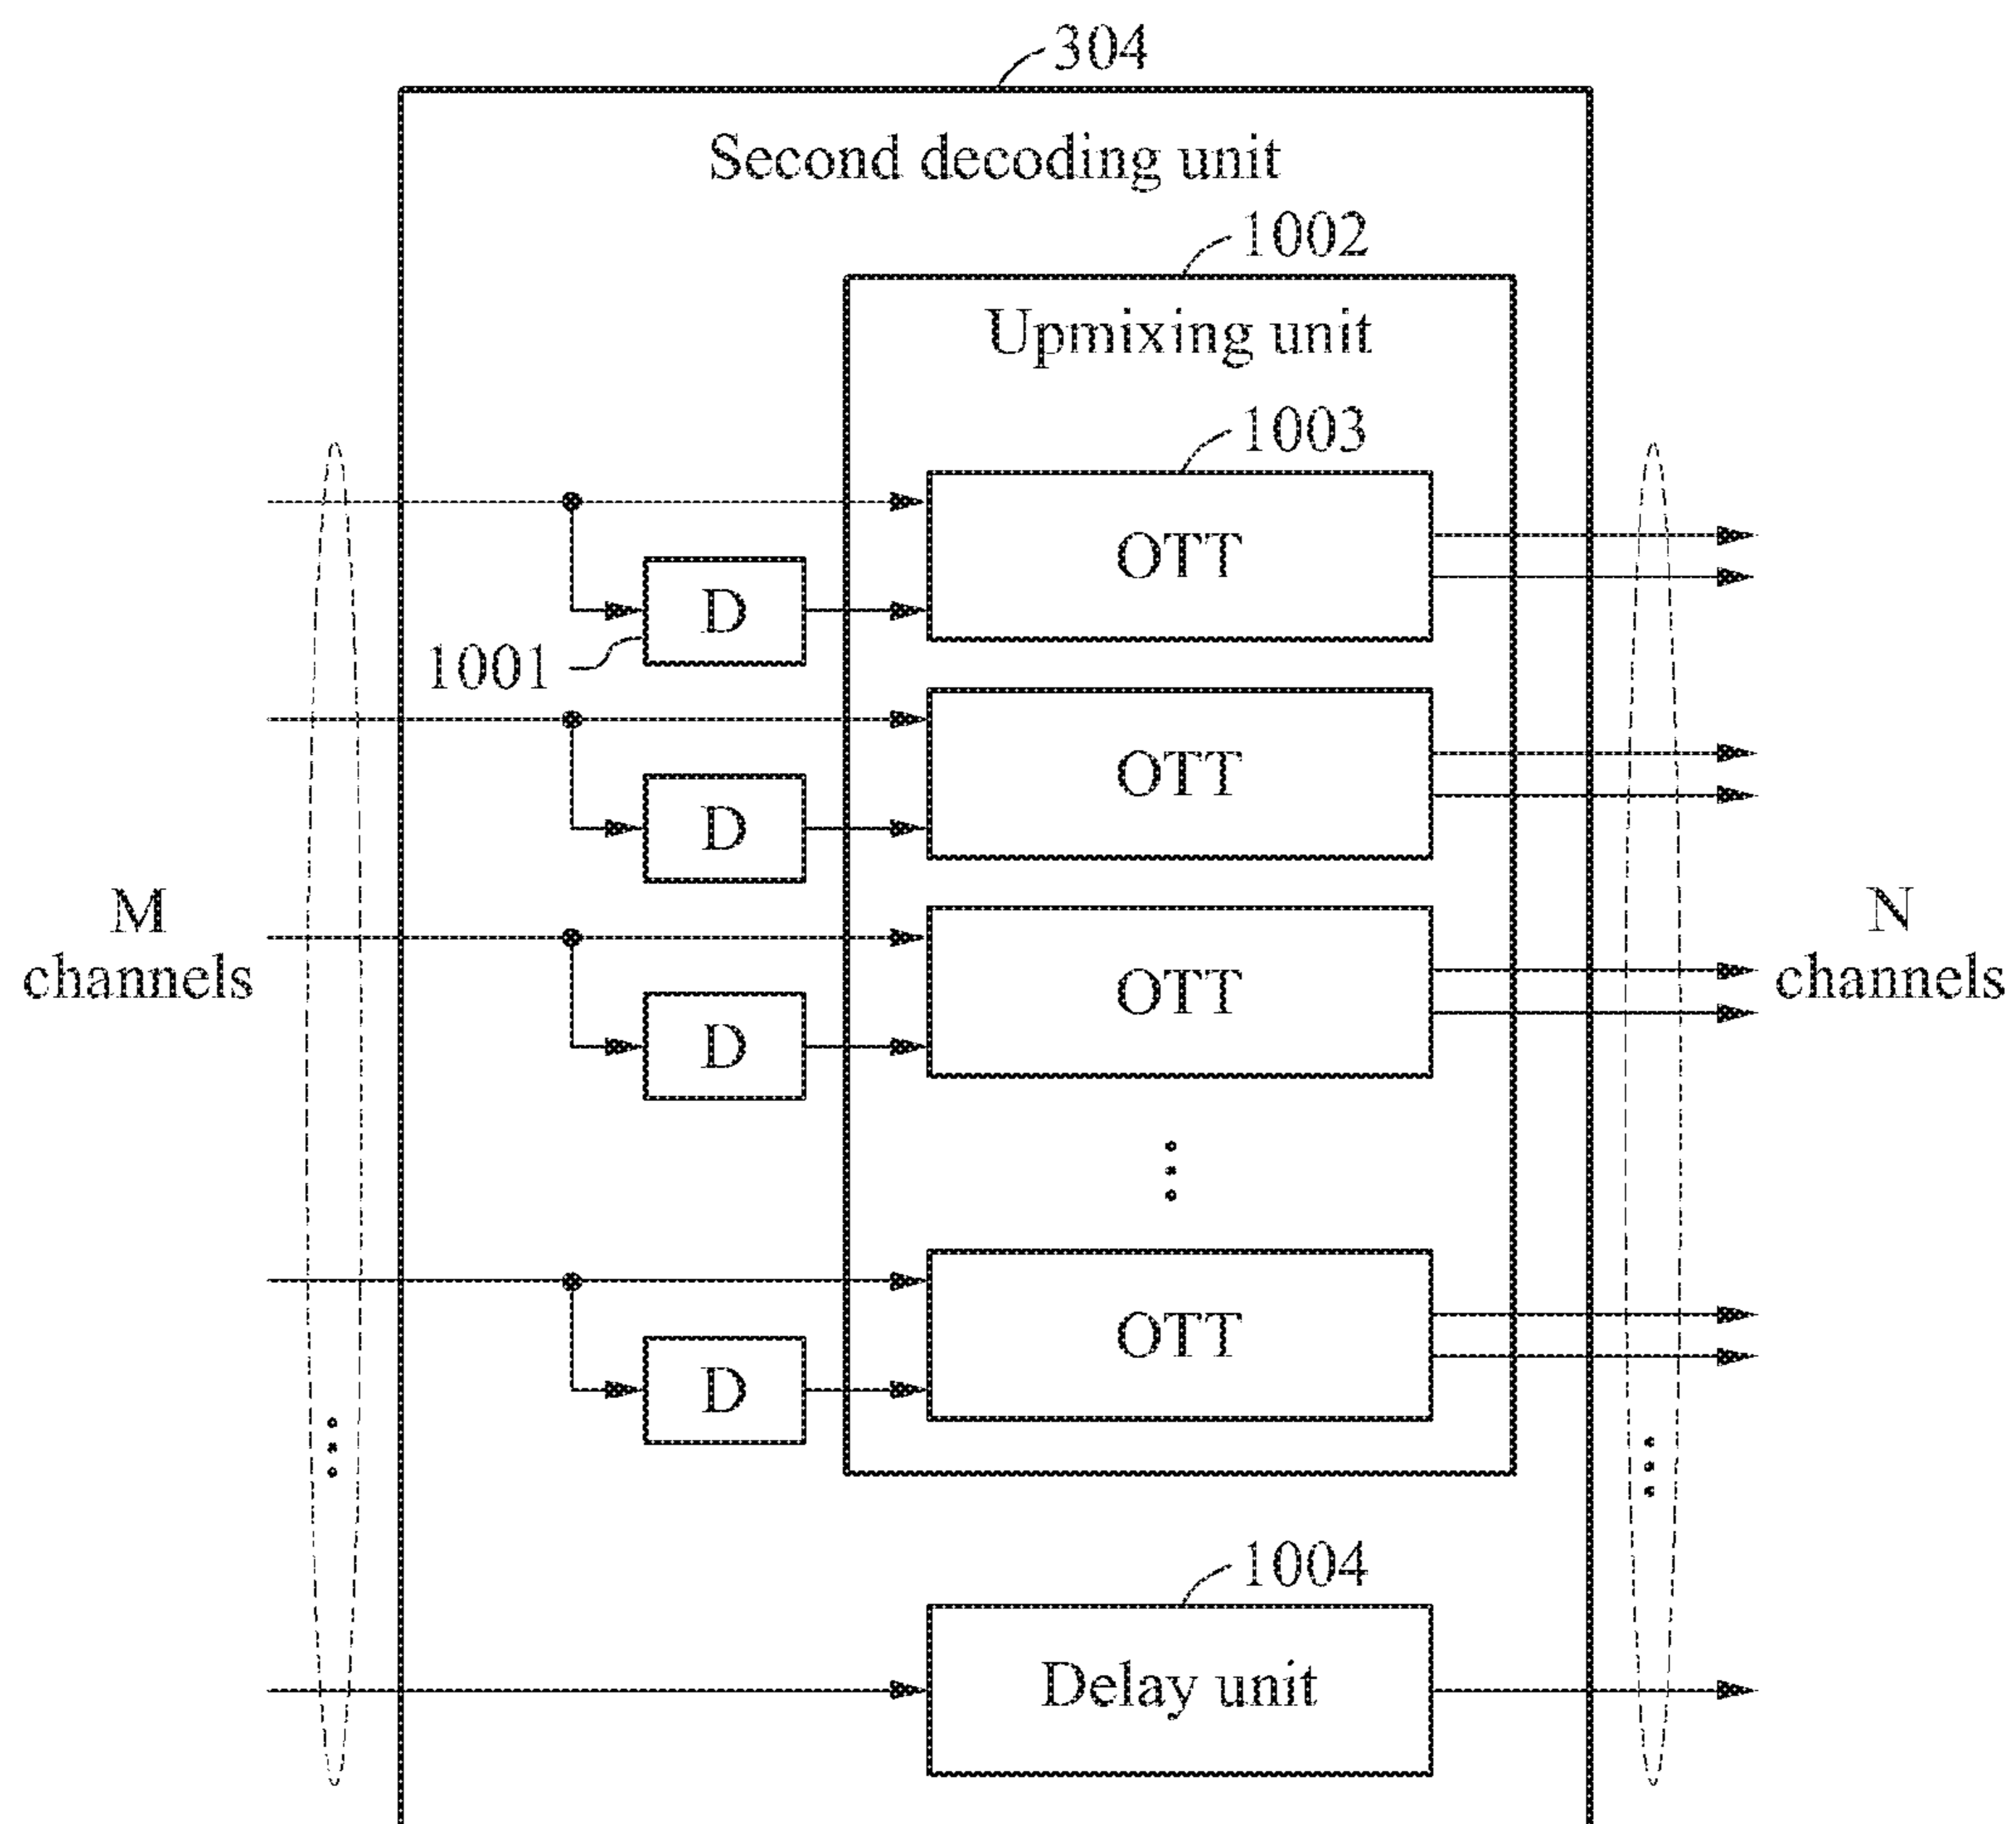 304
Second decoding unit
1002
Upmixing unit
1003
OTT
D
1001
OTT
D
M
channels
N
channels
OTT
D
OTT
D
1004
Delay unit